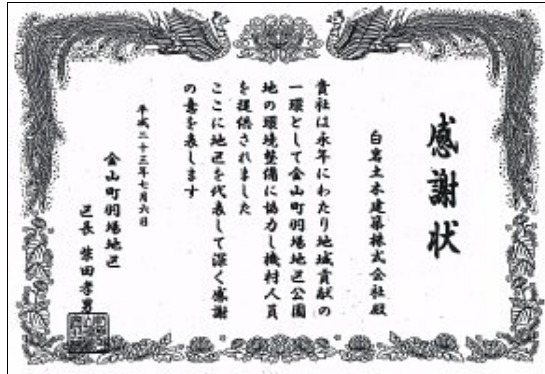 感謝状
白岩土木建築株式会社殿
貴社は永年にわたり地域貢献の
一環として金山町羽場地区公園
地の環境整備に協力し機材人員
を提供されました
ここに地区を代表して深く感謝
の意を表します
平成二十三年七月六日
金山町羽場地区
区長 柴田孝男